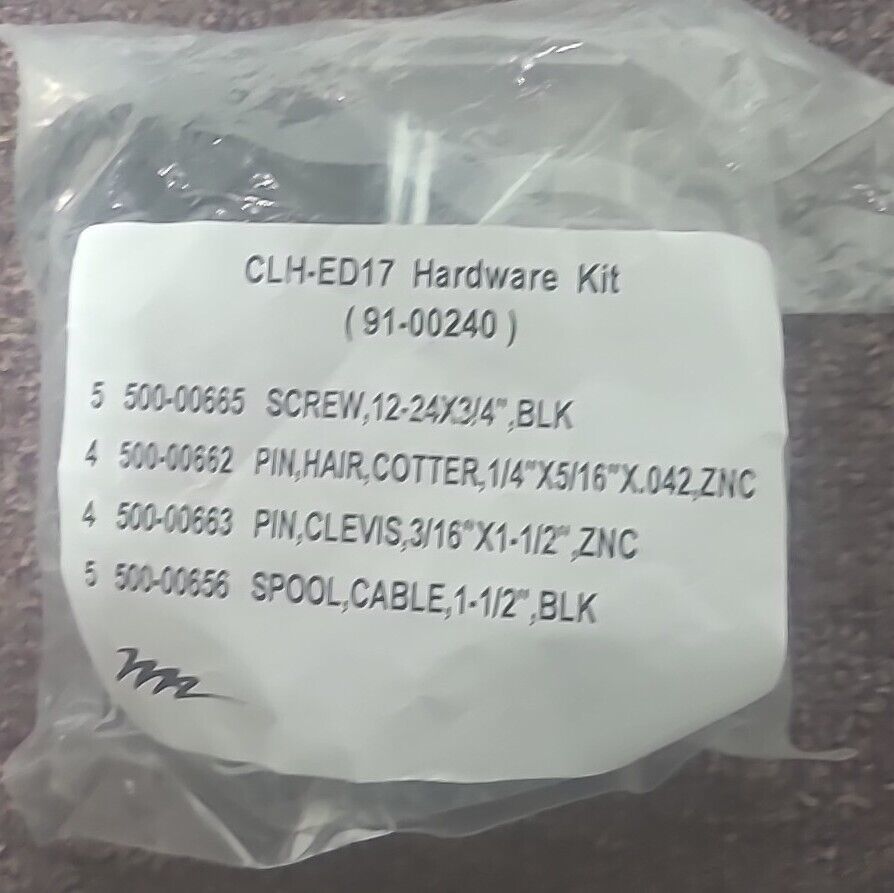 CLH-ED17 Hardware Kit
( 91-00240 )
5 500-00665 SCREW,12-24X3/4",BLK
4 500-00662 PIN,HAIR,COTTER,1/4"X5/16"X.042,ZNC
4 500-00663 PIN,CLEVIS,3/16"X1-1/2",ZNC
5 500-00656 SPOOL,CABLE,1-1/2",BLK